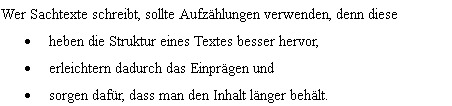 Wer Sachtexte schreibt, sollte Aufzählungen verwenden, denn diese
• heben die Struktur eines Textes besser hervor,
• erleichtern dadurch das Einprägen und
• sorgen dafür, dass man den Inhalt länger behält.